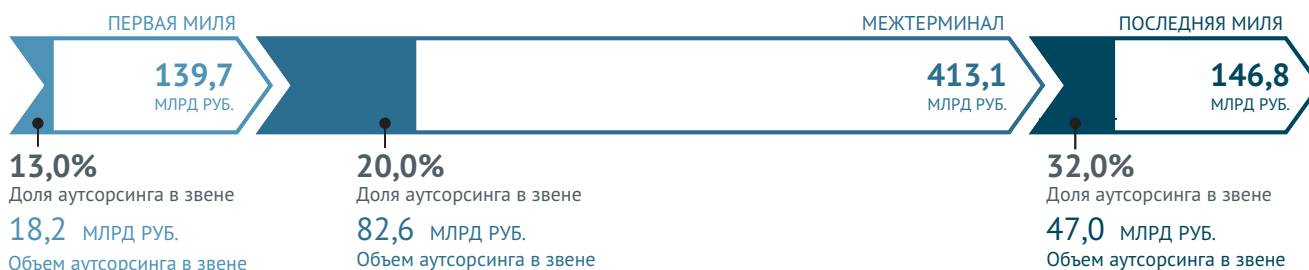 ПЕРВАЯ МИЛЯ
139,7
МЛРД РУБ.
13,0%
Доля аутсорсинга в звене
18,2 МЛРД РУБ.
Объем аутсорсинга в звене
МЕЖТЕРМИНАЛ
413,1
МЛРД РУБ.
20,0%
Доля аутсорсинга в звене
82,6 МЛРД РУБ.
Объем аутсорсинга в звене
ПОСЛЕДНЯЯ МИЛЯ
146,8
МЛРД РУБ.
32,0%
Доля аутсорсинга в звене
47,0 МЛРД РУБ.
Объем аутсорсинга в звене